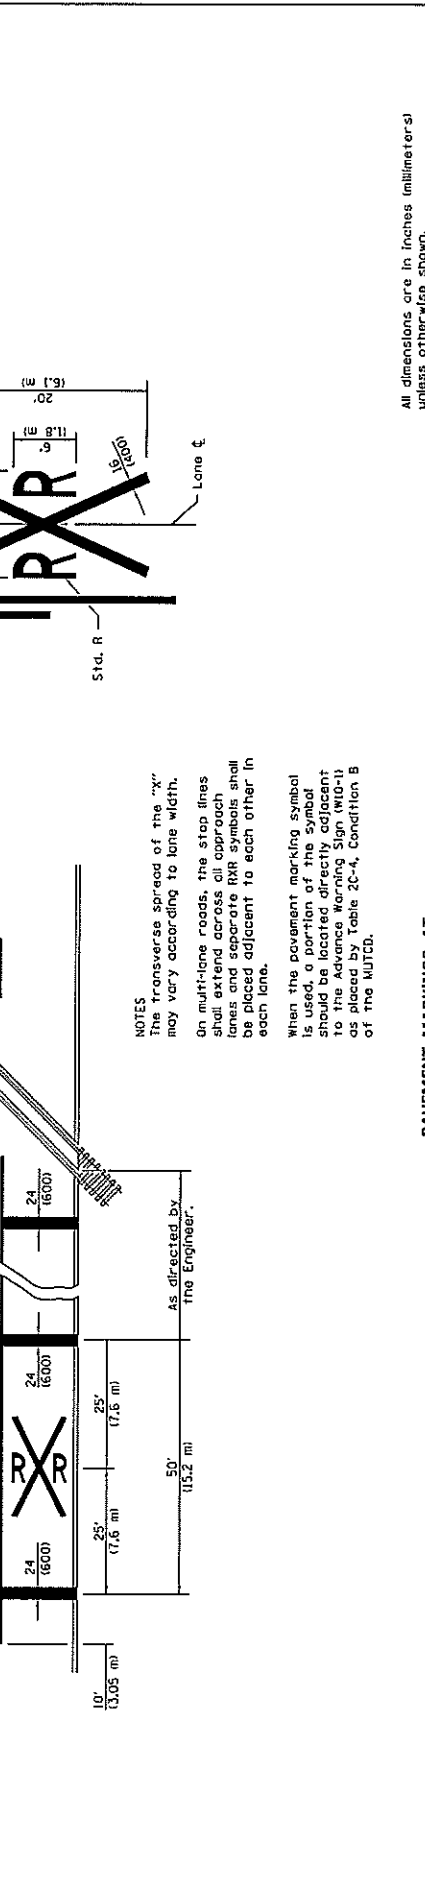 20'
(6.1 m)
6'
(1.8 m)
16
(400)
R R
Lane ℄
Std. R
NOTES
The transverse spread of the "X"
may vary according to lane width.
On multi-lane roads, the stop lines
shall extend across all approach
lanes and separate RXR symbols shall
be placed adjacent to each other in
each lane.
When the pavement marking symbol
is used, a portion of the symbol
should be located directly adjacent
to the Advance Warning Sign (W10-1)
as placed by Table 2C-4, Condition B
of the MUTCD.
All dimensions are in inches (millimeters)
unless otherwise shown.
24
(600)
R R
24
(600)
24
(600)
10'
(3.05 m)
25'
(7.6 m)
25'
(7.6 m)
50'
(15.2 m)
As directed by
the Engineer.